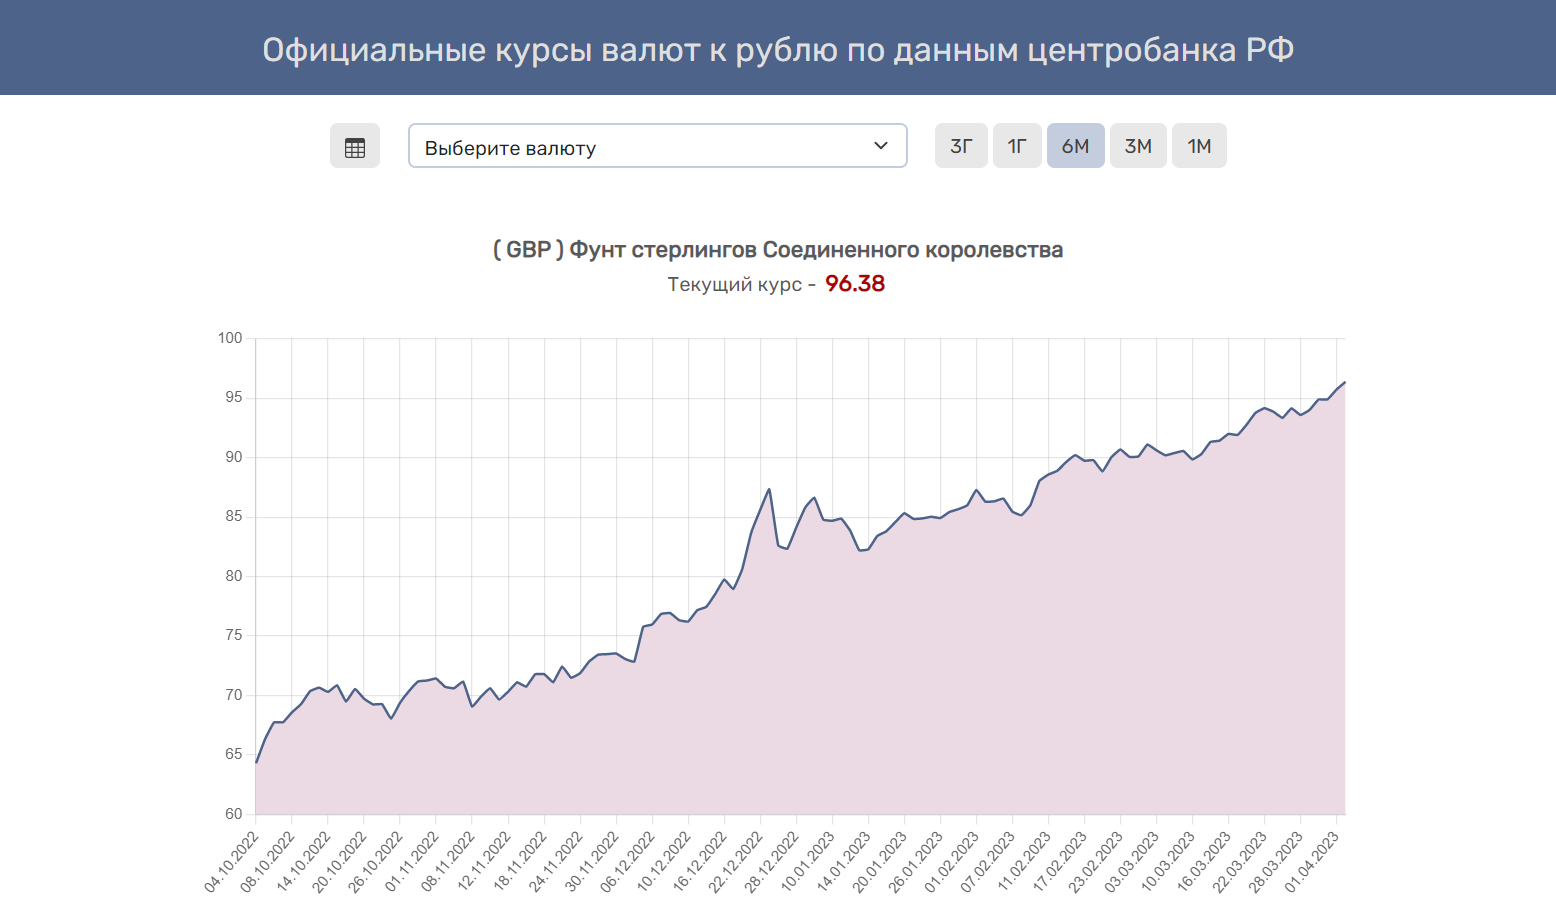 Официальные курсы валют к рублю по данным центробанка РФ
Выберите валюту
3Г 1Г 6М 3М 1М
( GBP ) Фунт стерлингов Соединенного королевства
Текущий курс - 96.38
100
95
90
85
80
75
70
65
60
04.10.2022 08.10.2022 14.10.2022 20.10.2022 26.10.2022 01.11.2022 08.11.2022 12.11.2022 18.11.2022 24.11.2022 30.11.2022 06.12.2022 10.12.2022 16.12.2022 22.12.2022 28.12.2022 10.01.2023 14.01.2023 20.01.2023 26.01.2023 01.02.2023 07.02.2023 11.02.2023 17.02.2023 23.02.2023 03.03.2023 10.03.2023 16.03.2023 22.03.2023 28.03.2023 01.04.2023